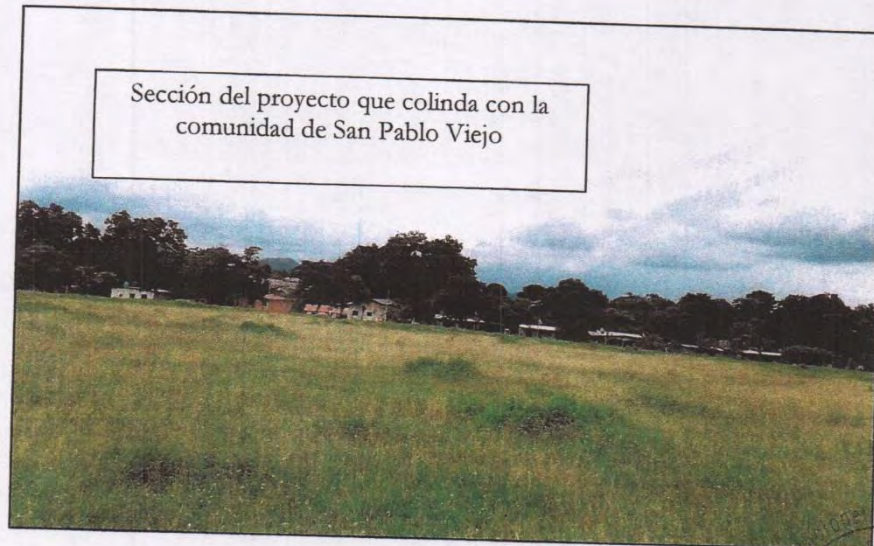 Sección del proyecto que colinda con la
comunidad de San Pablo Viejo